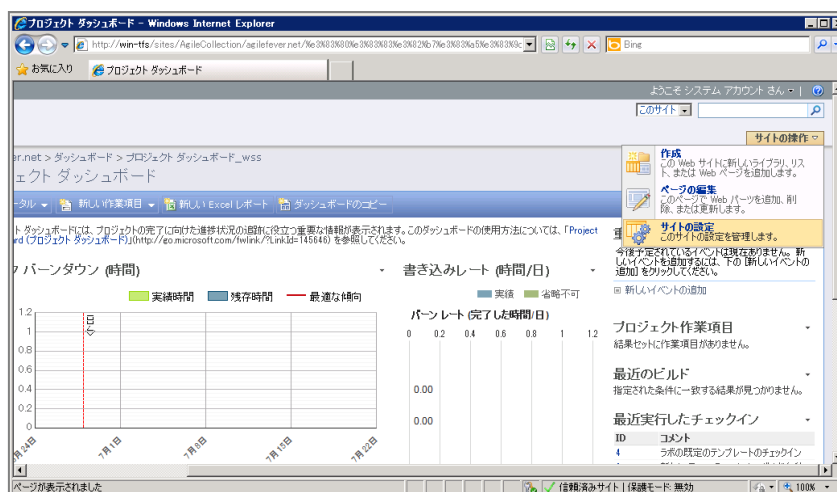 プロジェクト ダッシュボード - Windows Internet Explorer
http://win-tfs/sites/AgileCollection/agilefever.net/%e3%83%80%e3%83%83%e3%82%b7%e3%83%a5%e3%83%9c
Bing
お気に入り
プロジェクト ダッシュボード
ようこそ システム アカウント さん
このサイト
サイトの操作
er.net > ダッシュボード > プロジェクト ダッシュボード_wss
ェクト ダッシュボード
作成
この Web サイトに新しいライブラリ、リスト、または Web ページを追加します。
ページの編集
このページで Web パーツを追加、削除、または更新します。
サイトの設定
このサイトの設定を管理します。
ータル
新しい作業項目
新しい Excel レポート
ダッシュボードのコピー
ト ダッシュボードには、プロジェクトの完了に向けた進捗状況の追跡に役立つ重要な情報が表示されます。このダッシュボードの使用方法については、「Project
rd (プロジェクト ダッシュボード)」(http://go.microsoft.com/fwlink/?LinkId=145646) を参照してください。
今後予定されているイベントは現在ありません。新しいイベントを追加するには、下の [新しいイベントの追加] をクリックしてください。
新しいイベントの追加
ク バーンダウン (時間)
実績時間 残存時間 最適な傾向
1.2
1
0.8
0.6
0.4
0.2
0
月24日 7月1日 7月8日 7月15日 7月22日
書き込みレート (時間/日)
実績 省略不可
バーン レート (完了した時間/日)
0 0.2 0.4 0.6 0.8 1 1.2
0.00
0.00
プロジェクト作業項目
結果セットに作業項目がありません。
最近のビルド
指定された条件に一致する結果が見つかりません。
最近実行したチェックイン
ID コメント
4 ラボの既定のテンプレートのチェックイン
ページが表示されました
信頼済みサイト | 保護モード: 無効
100%